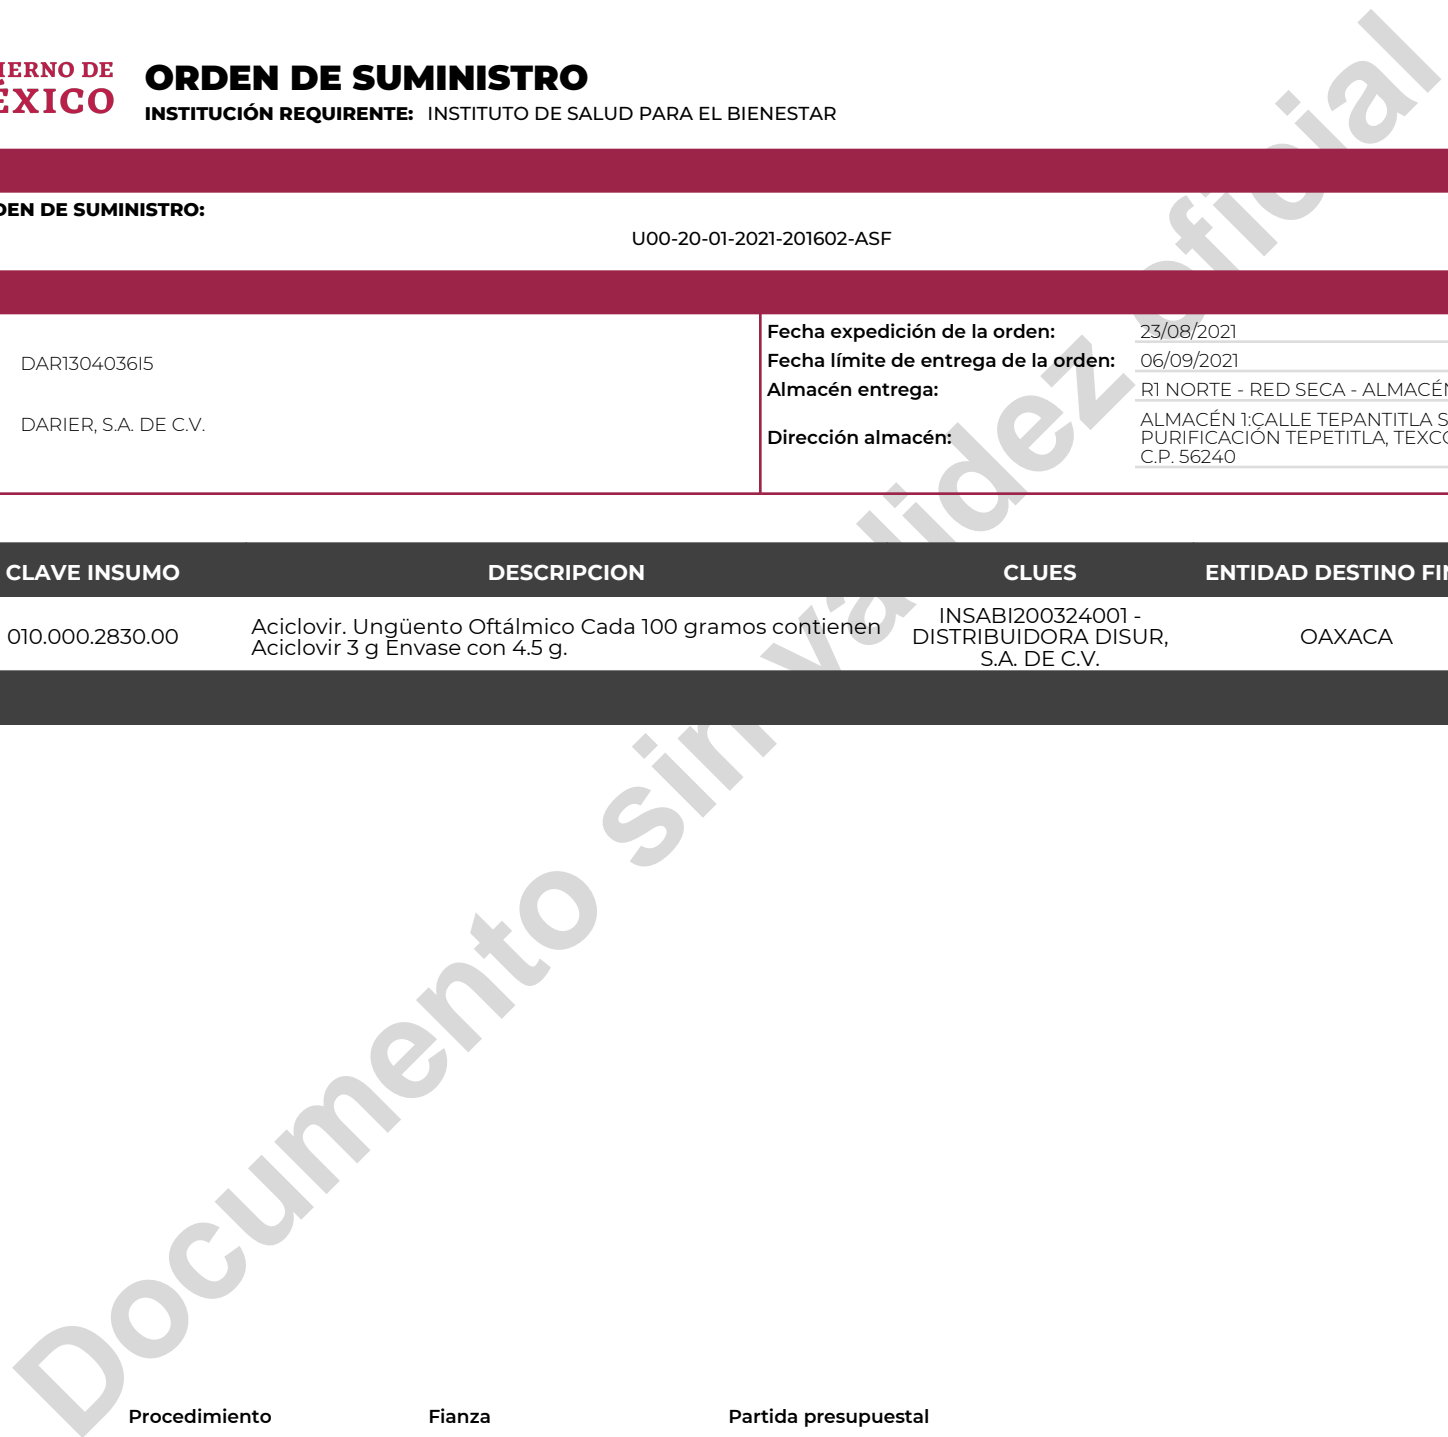 IERNO DE
ÉXICO
ORDEN DE SUMINISTRO
INSTITUCIÓN REQUIRENTE: INSTITUTO DE SALUD PARA EL BIENESTAR
DEN DE SUMINISTRO:
U00-20-01-2021-201602-ASF
DAR1304036I5
DARIER, S.A. DE C.V.
Fecha expedición de la orden: 23/08/2021
Fecha límite de entrega de la orden: 06/09/2021
Almacén entrega: R1 NORTE - RED SECA - ALMACÉN
Dirección almacén:
ALMACÉN 1:CALLE TEPANTITLA S
PURIFICACIÓN TEPETITLA, TEXCO
C.P. 56240
CLAVE INSUMO DESCRIPCION CLUES ENTIDAD DESTINO FIN
010.000.2830.00
Aciclovir. Ungüento Oftálmico Cada 100 gramos contienen
Aciclovir 3 g Envase con 4.5 g.
INSABI200324001 -
DISTRIBUIDORA DISUR,
S.A. DE C.V.
OAXACA
Documento sin validez oficial
Procedimiento Fianza Partida presupuestal